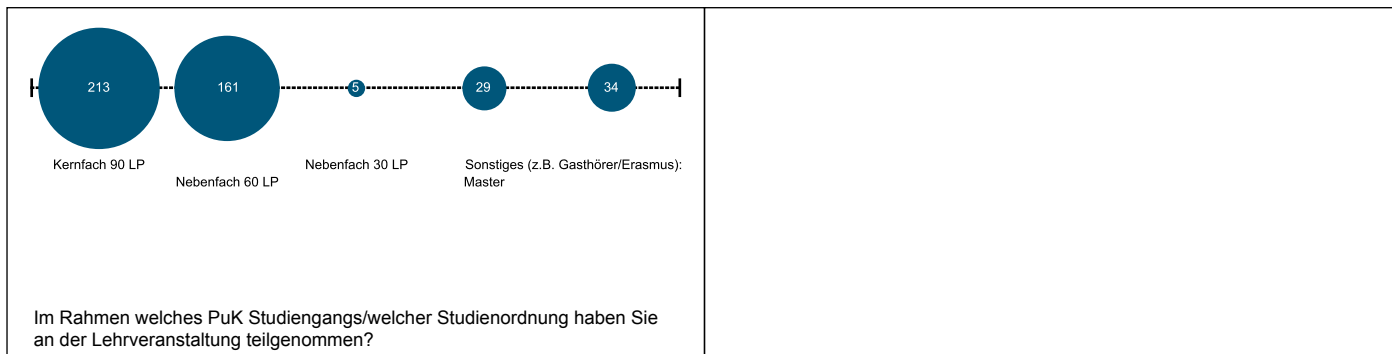 213
161
5
29
34
Kernfach 90 LP
Nebenfach 60 LP
Nebenfach 30 LP
Master
Sonstiges (z.B. Gasthörer/Erasmus):
Im Rahmen welches PuK Studiengangs/welcher Studienordnung haben Sie
an der Lehrveranstaltung teilgenommen?